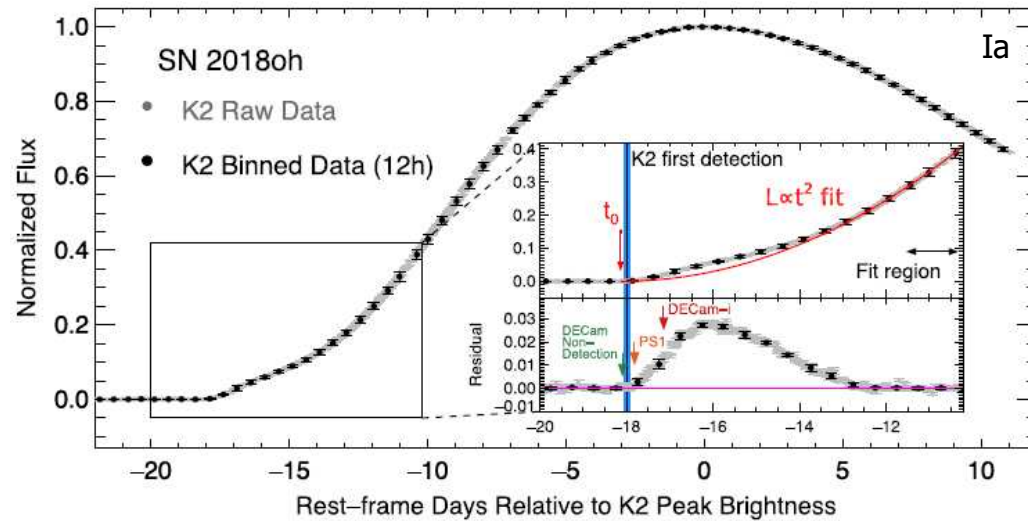 Ia
SN 2018oh
K2 Raw Data
K2 Binned Data (12h)
Normalized Flux
1.0
0.8
0.6
0.4
0.2
0.0
K2 first detection
L∝t² fit
t₀
Fit region
0.4
0.3
0.2
0.1
0.0
DECam-i
PS1
DECam
Non-
Detection
Residual
0.03
0.02
0.01
0.00
−0.01
−20 −18 −16 −14 −12
−20 −15 −10 −5 0 5 10
Rest−frame Days Relative to K2 Peak Brightness